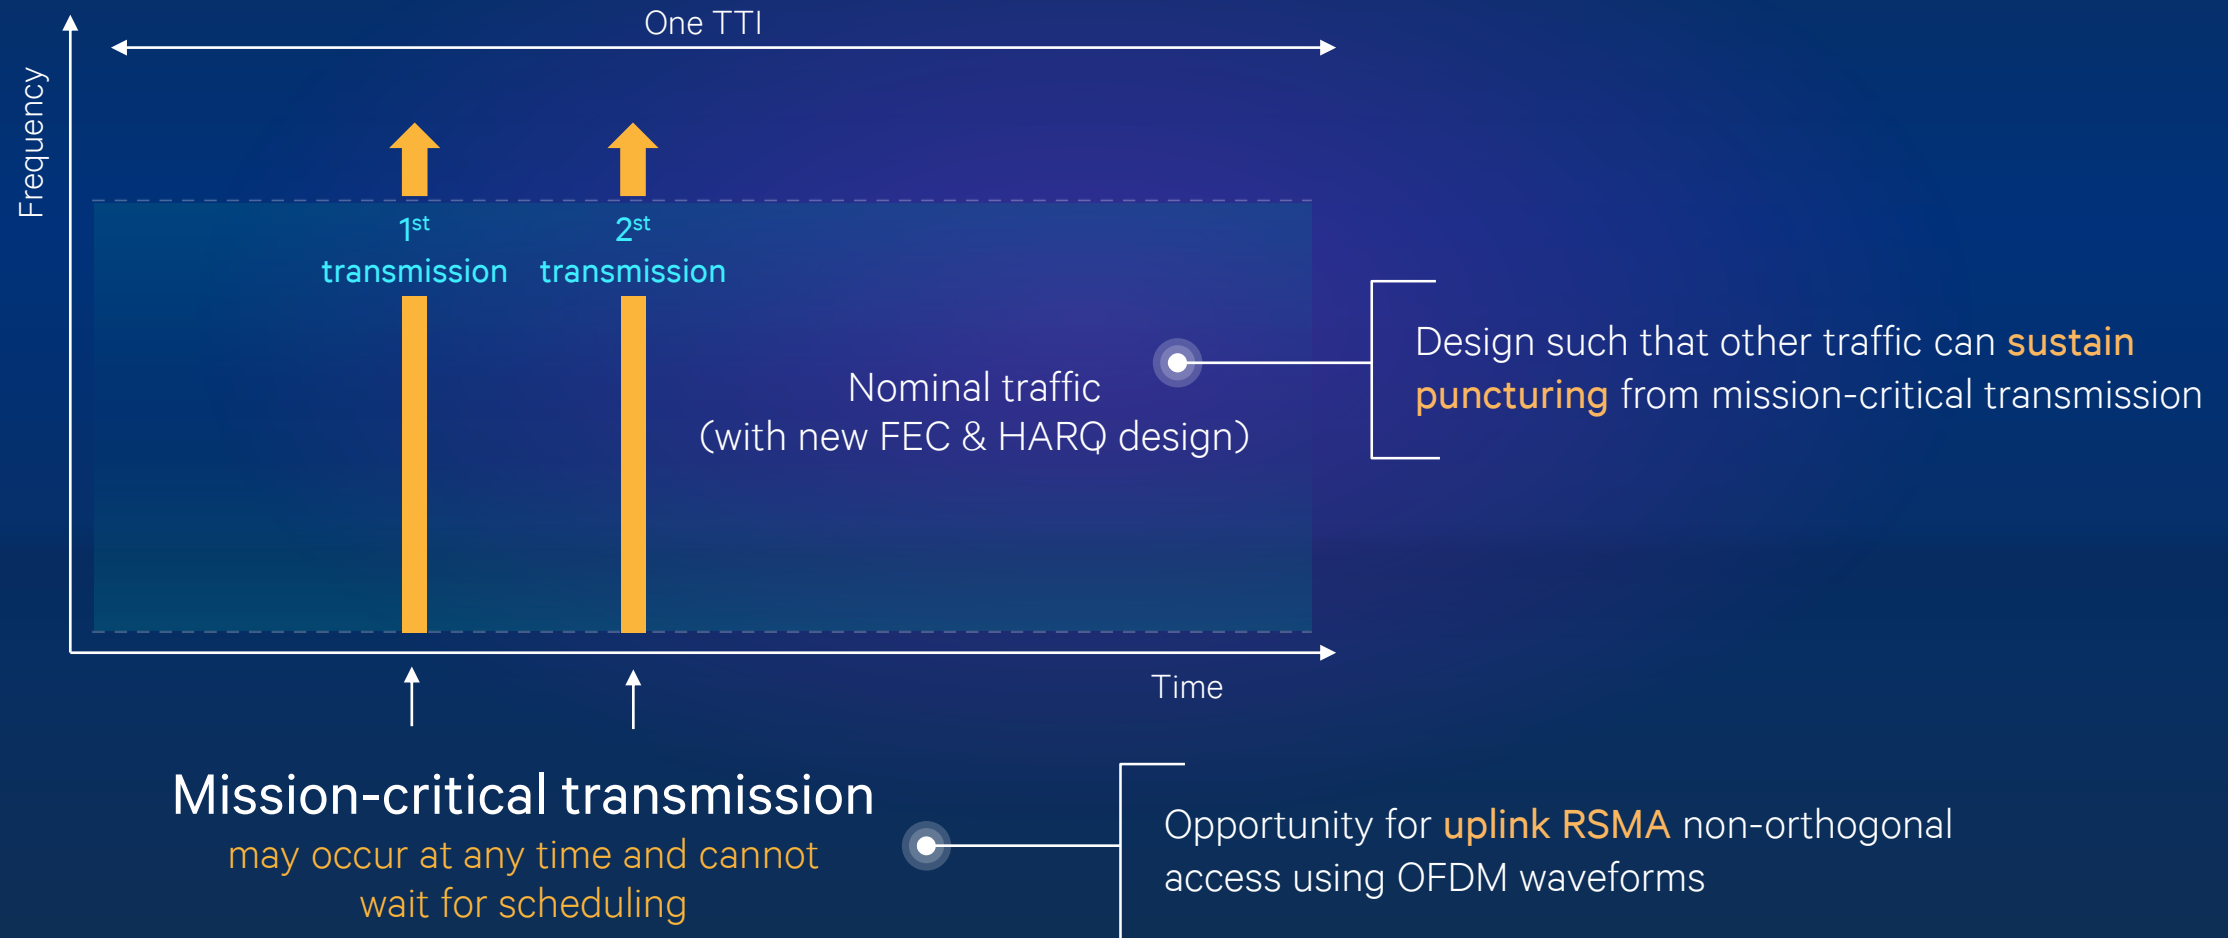 One TTI
Frequency
1st
transmission
2st
transmission
Nominal traffic
(with new FEC & HARQ design)
Design such that other traffic can sustain
puncturing from mission-critical transmission
Time
Mission-critical transmission
may occur at any time and cannot
wait for scheduling
Opportunity for uplink RSMA non-orthogonal
access using OFDM waveforms